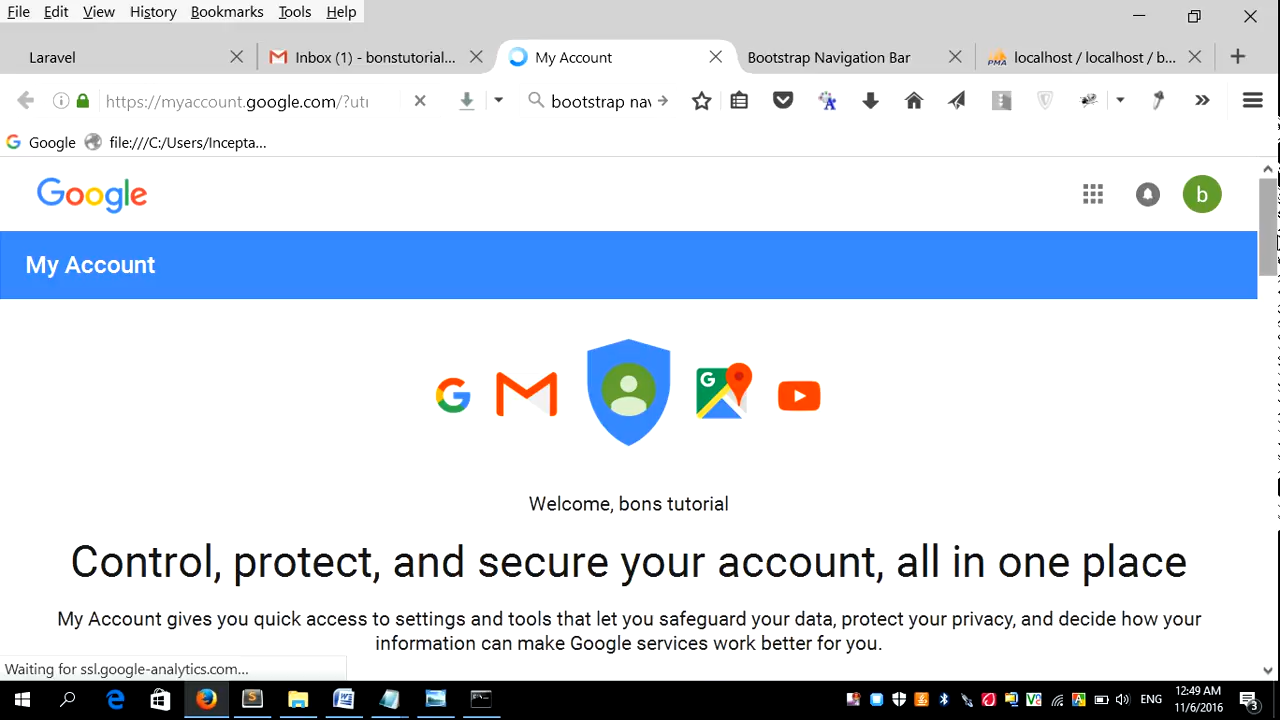 File Edit View History Bookmarks Tools Help
Laravel
Inbox (1) - bonstutorial...
My Account
Bootstrap Navigation Bar
PMA
localhost / localhost / b...
https://myaccount.google.com/?utm
bootstrap nav
Google
file:///C:/Users/Incepta...
Google
b
My Account
G
G
Welcome, bons tutorial
Control, protect, and secure your account, all in one place
My Account gives you quick access to settings and tools that let you safeguard your data, protect your privacy, and decide how your
information can make Google services work better for you.
Waiting for ssl.google-analytics.com...
ENG
12:49 AM
11/6/2016
3